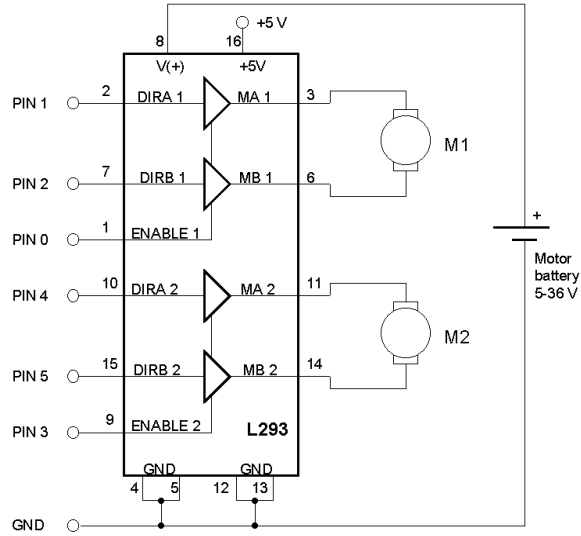 +5 V
8
16
V(+)
+5V
PIN 1
2
DIRA 1
MA 1
3
M1
PIN 2
7
DIRB 1
MB 1
6
PIN 0
1
ENABLE 1
+
Motor
battery
5-36 V
PIN 4
10
DIRA 2
MA 2
11
M2
PIN 5
15
DIRB 2
MB 2
14
PIN 3
9
ENABLE 2
L293
GND
GND
4
5
12
13
GND